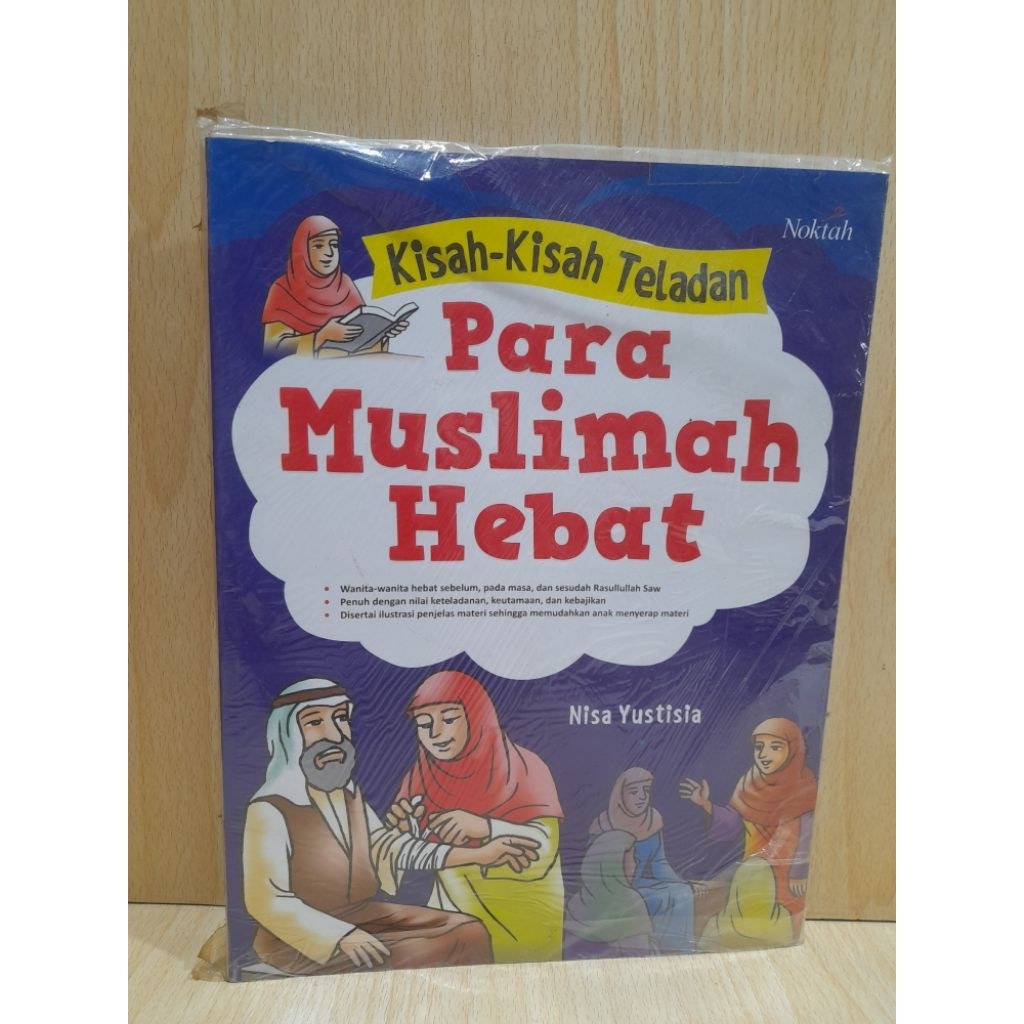 Noktah
Kisah-Kisah Teladan
Para
Muslimah
Hebat
• Wanita-wanita hebat sebelum, pada masa, dan sesudah Rasullullah Saw
• Penuh dengan nilai keteladanan, keutamaan, dan kebajikan
• Disertai ilustrasi penjelas materi sehingga memudahkan anak menyerap materi
Nisa Yustisia